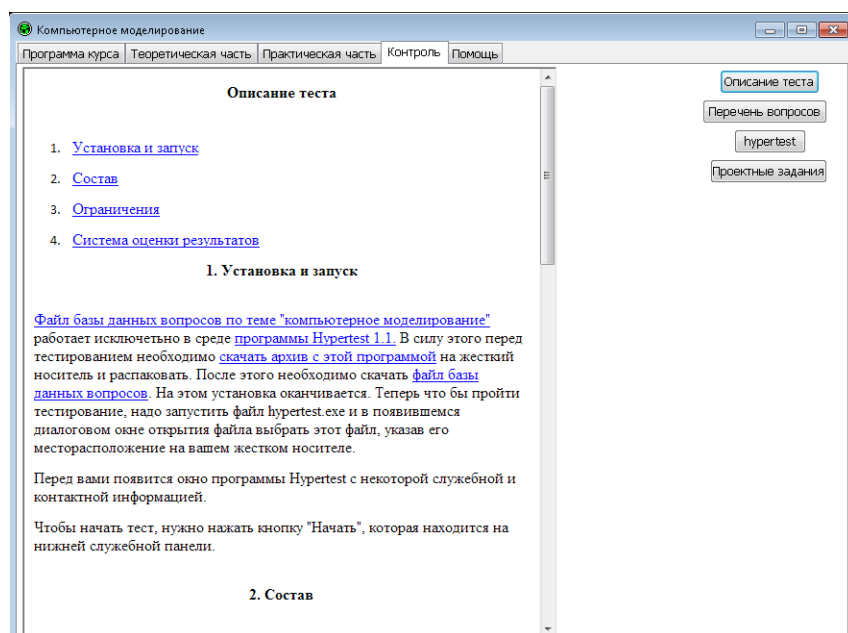 Компьютерное моделирование
Программа курса Теоретическая часть Практическая часть Контроль Помощь
Описание теста
1. Установка и запуск
2. Состав
3. Ограничения
4. Система оценки результатов
1. Установка и запуск
Файл базы данных вопросов по теме "компьютерное моделирование"
работает исключетьно в среде программы Hypertest 1.1. В силу этого перед
тестированием необходимо скачать архив с этой программой на жесткий
носитель и распаковать. После этого необходимо скачать файл базы
данных вопросов. На этом установка оканчивается. Теперь что бы пройти
тестирование, надо запустить файл hypertest.exe и в появившемся
диалоговом окне открытия файла выбрать этот файл, указав его
месторасположение на вашем жестком носителе.
Перед вами появится окно программы Hypertest с некоторой служебной и
контактной информацией.
Чтобы начать тест, нужно нажать кнопку "Начать", которая находится на
нижней служебной панели.
2. Состав
Описание теста
Перечень вопросов
hypertest
Проектные задания